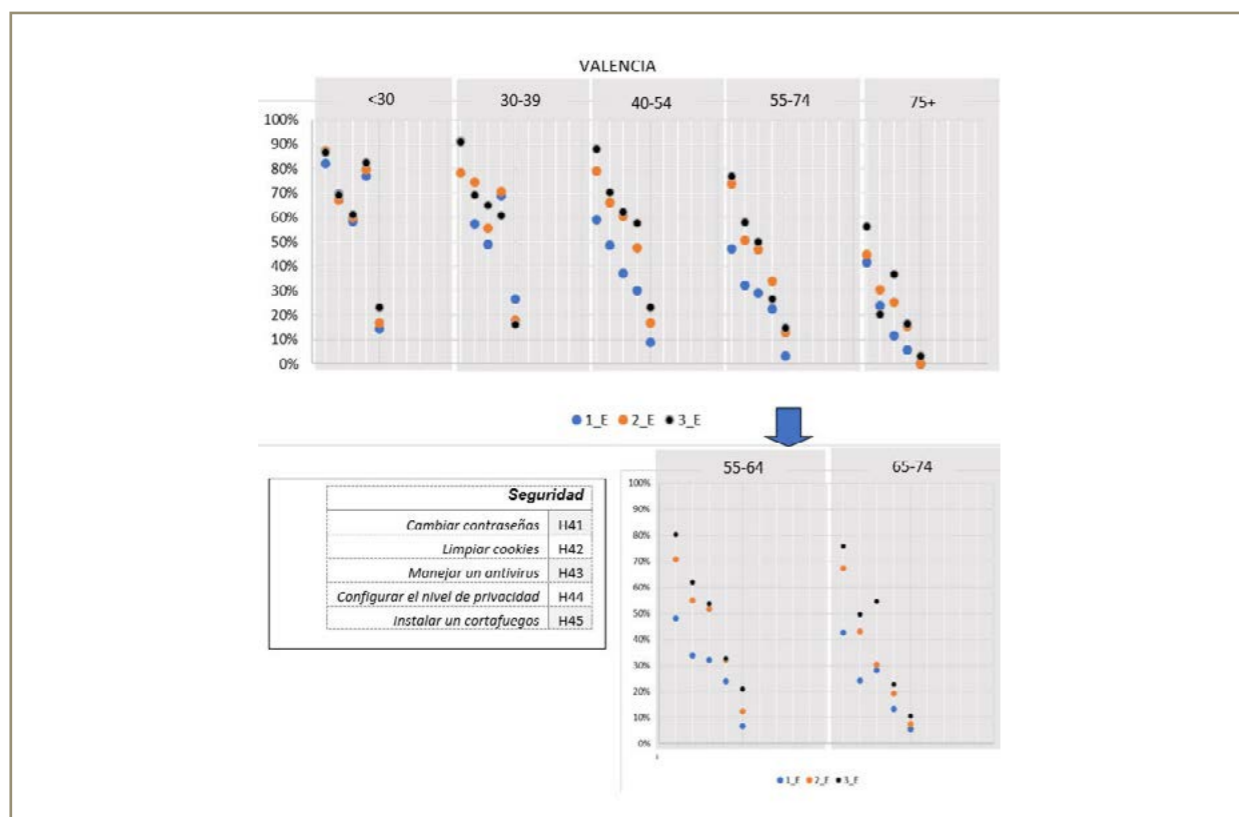 VALENCIA
<30 30-39 40-54 55-74 75+
100%
90%
80%
70%
60%
50%
40%
30%
20%
10%
0%
1_E 2_E 3_E
55-64 65-74
100%
90%
80%
70%
60%
50%
40%
30%
20%
10%
0%
1_E 2_E 3_E
Seguridad
Cambiar contraseñas H41
Limpiar cookies H42
Manejar un antivirus H43
Configurar el nivel de privacidad H44
Instalar un cortafuegos H45